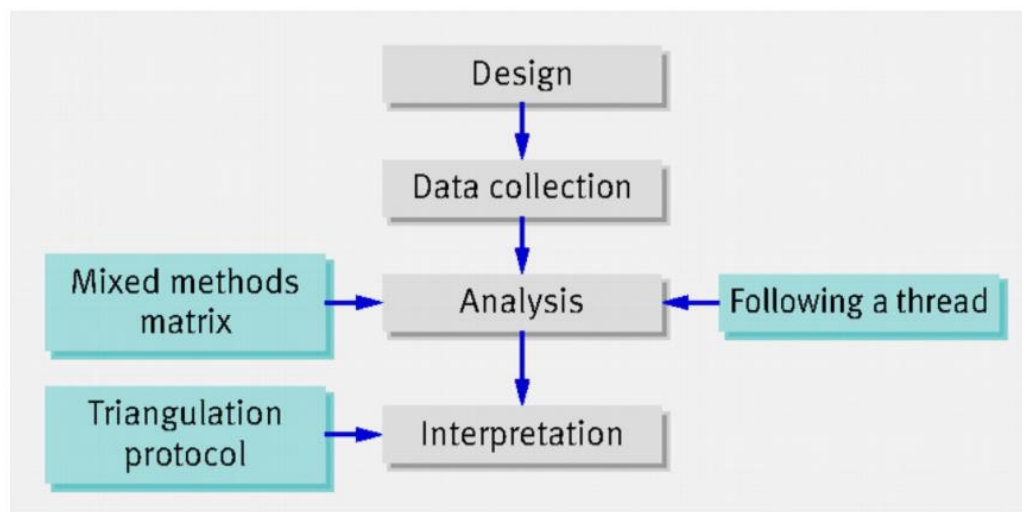 Design
Data collection
Mixed methods
matrix
Analysis
Following a thread
Triangulation
protocol
Interpretation